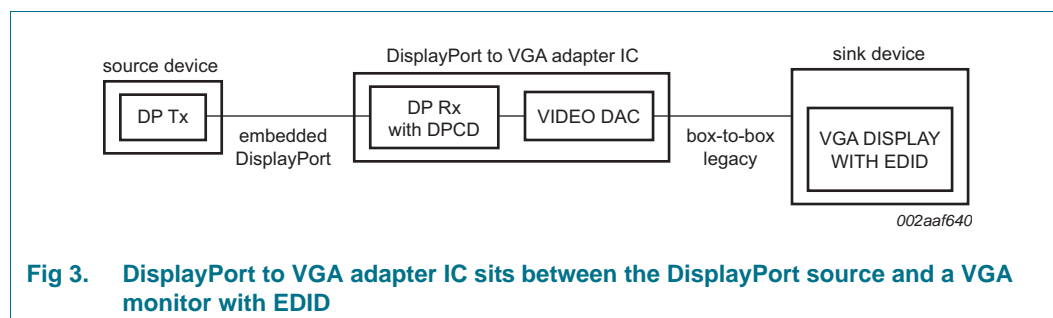 source device
DP Tx
embedded
DisplayPort
DisplayPort to VGA adapter IC
DP Rx
with DPCD
VIDEO DAC
box-to-box
legacy
sink device
VGA DISPLAY
WITH EDID
002aaf640
Fig 3. DisplayPort to VGA adapter IC sits between the DisplayPort source and a VGA
monitor with EDID